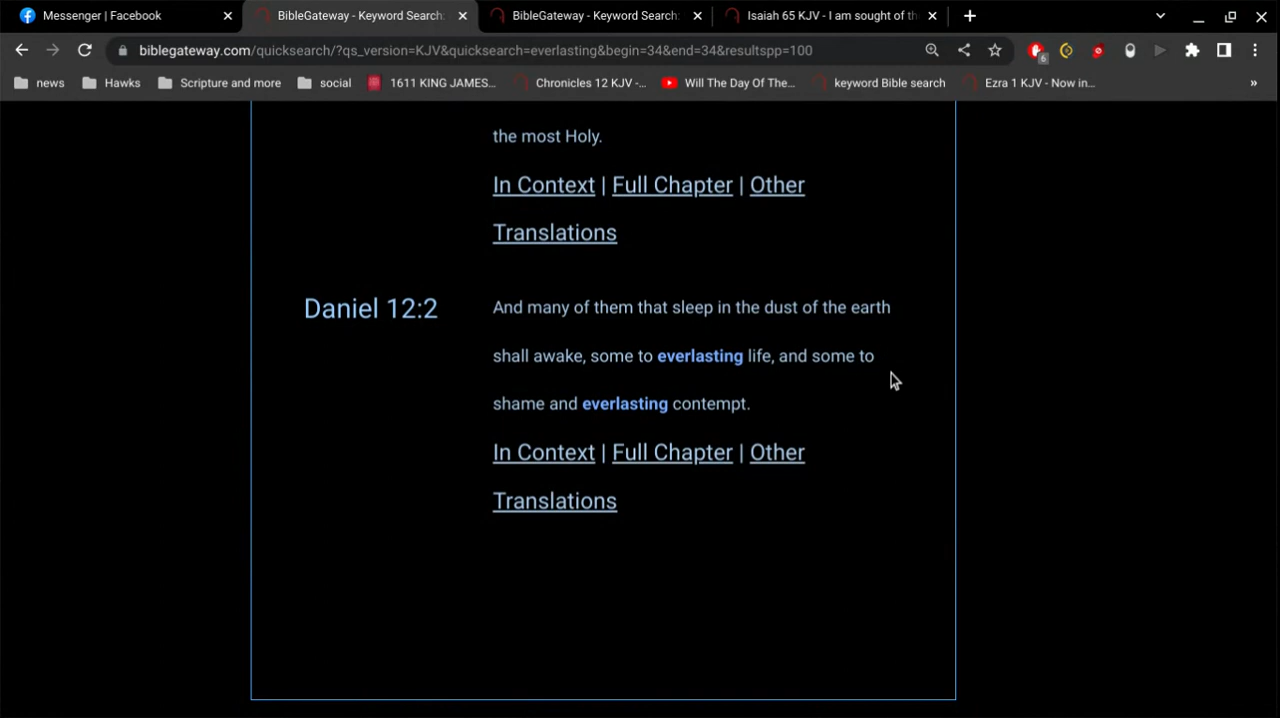 Messenger | Facebook
BibleGateway - Keyword Search:
BibleGateway - Keyword Search:
Isaiah 65 KJV - I am sought of th
biblegateway.com/quicksearch/?qs_version=KJV&quicksearch=everlasting&begin=34&end=34&resultspp=100
6
news
Hawks
Scripture and more
social
1611 KING JAMES...
Chronicles 12 KJV -...
Will The Day Of The...
keyword Bible search
Ezra 1 KJV - Now in...
»
the most Holy.
In Context | Full Chapter | Other
Translations
Daniel 12:2
And many of them that sleep in the dust of the earth
shall awake, some to everlasting life, and some to
shame and everlasting contempt.
In Context | Full Chapter | Other
Translations